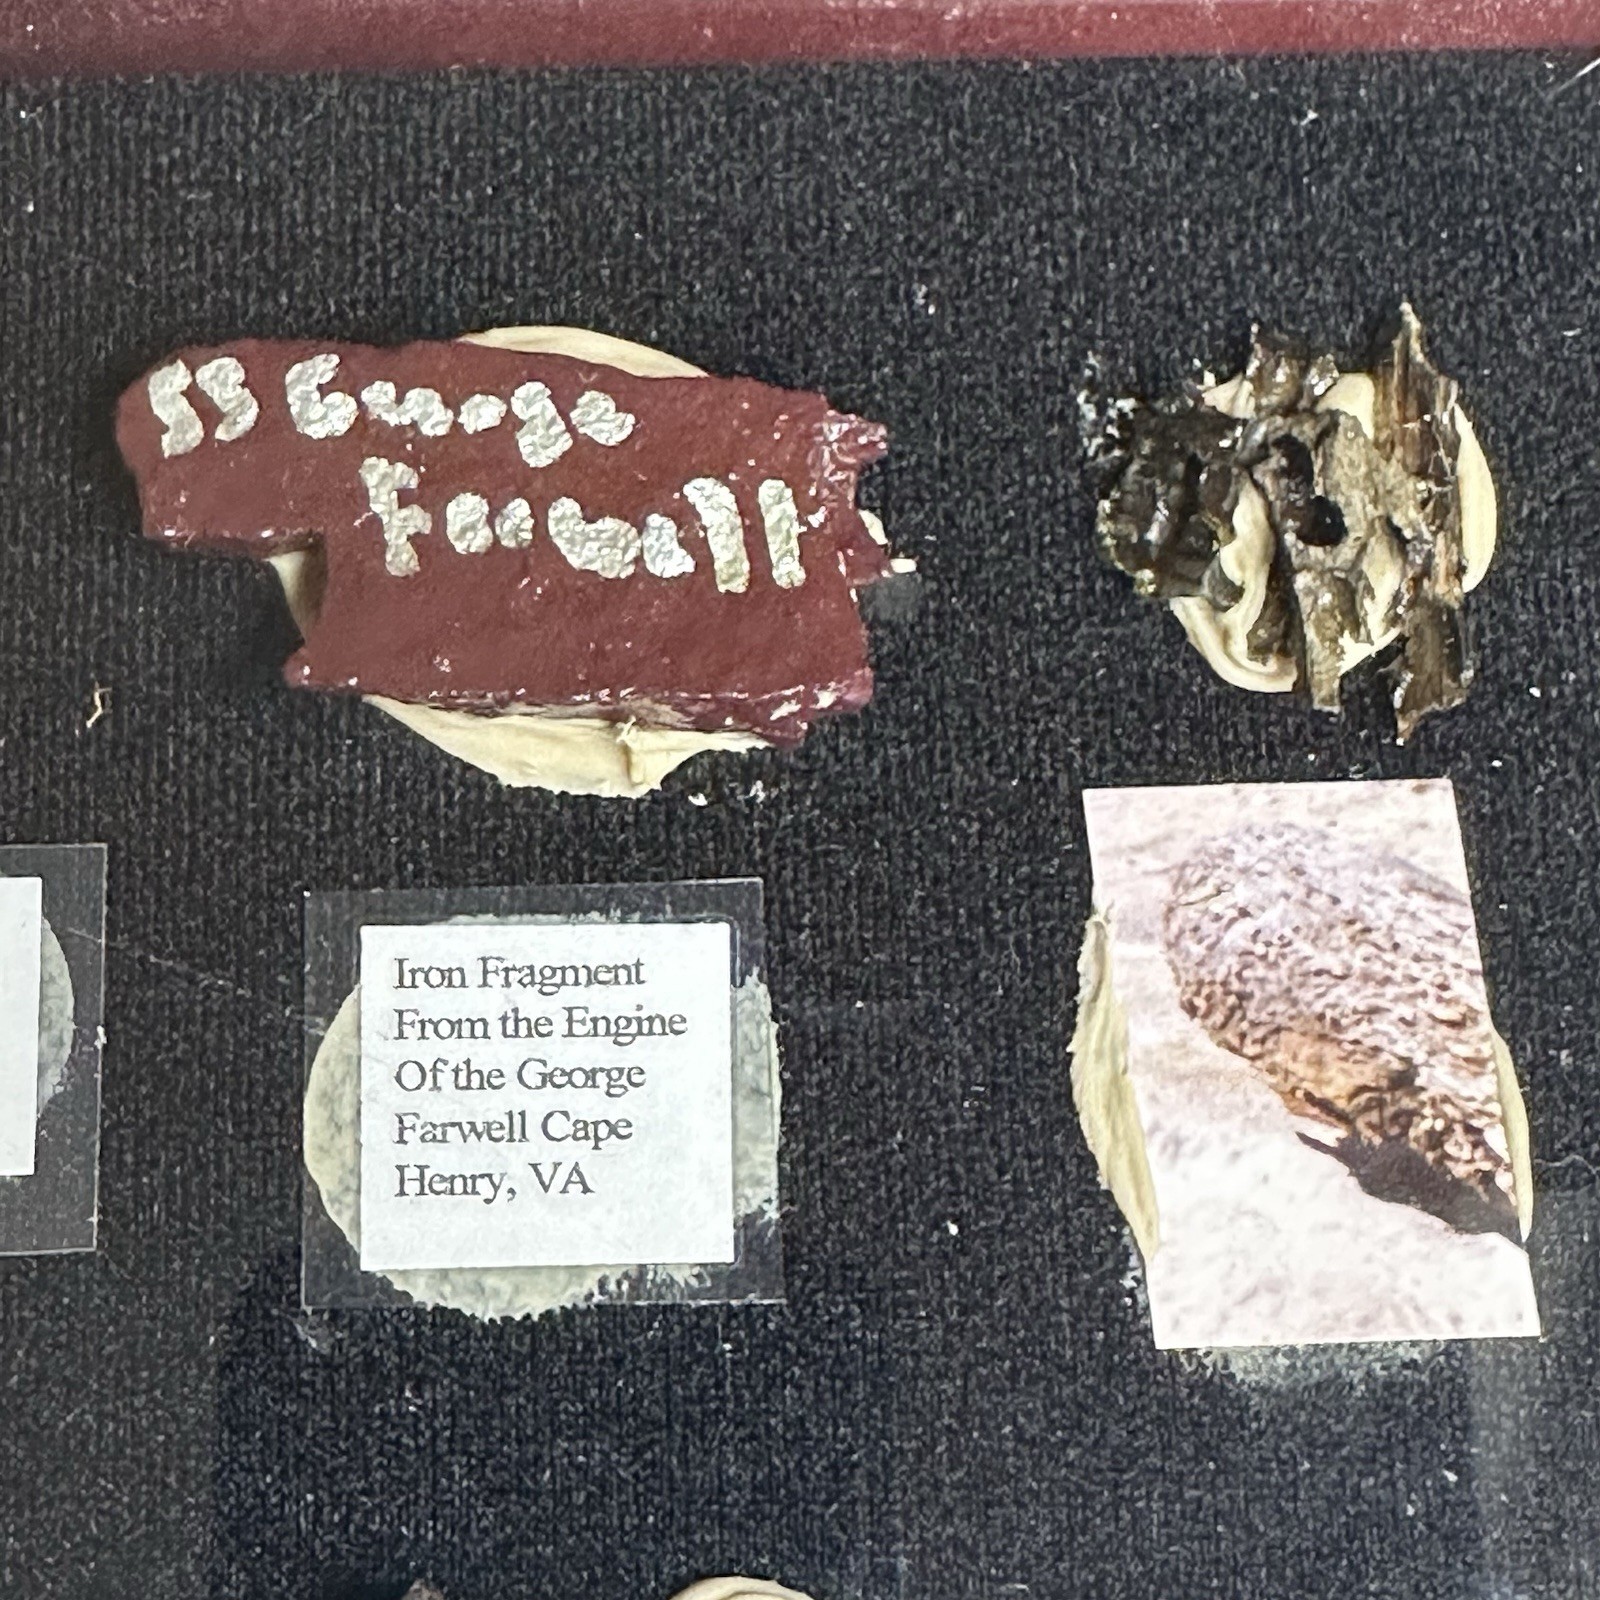 SS George
Farwell
Iron Fragment
From the Engine
Of the George
Farwell Cape
Henry, VA